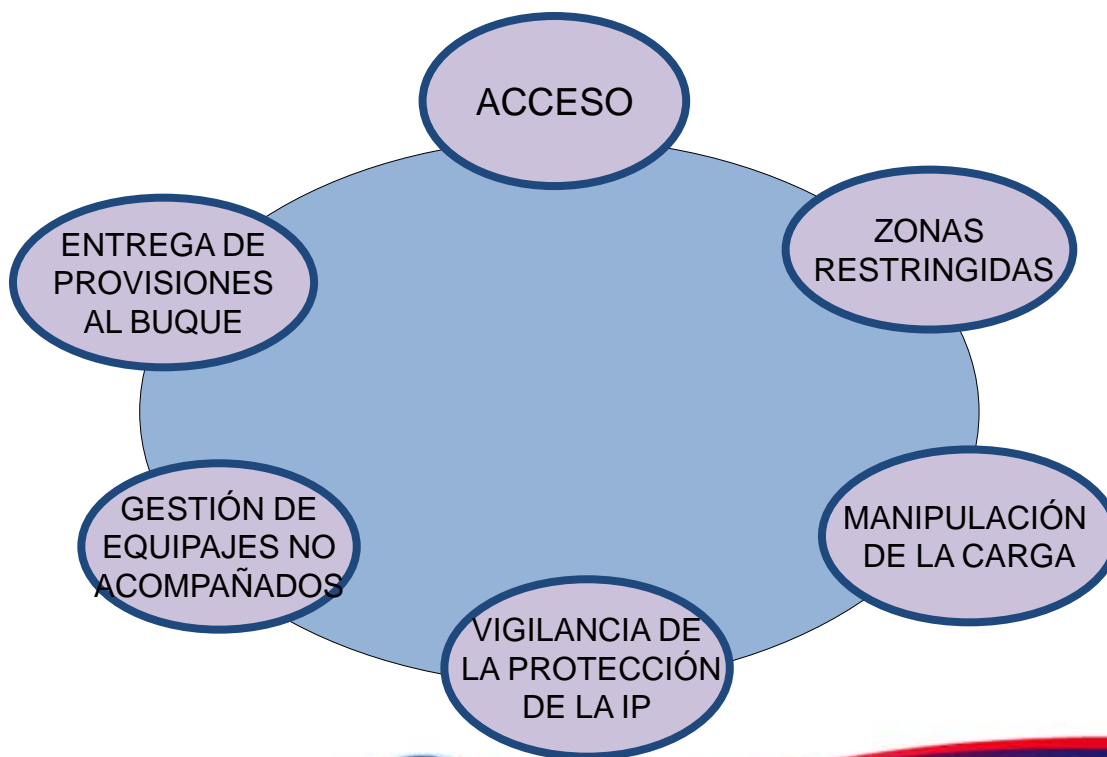 ACCESO
ZONAS
RESTRINGIDAS
ENTREGA DE
PROVISIONES
AL BUQUE
GESTIÓN DE
EQUIPAJES NO
ACOMPAÑADOS
MANIPULACIÓN
DE LA CARGA
VIGILANCIA DE
LA PROTECCIÓN
DE LA IP